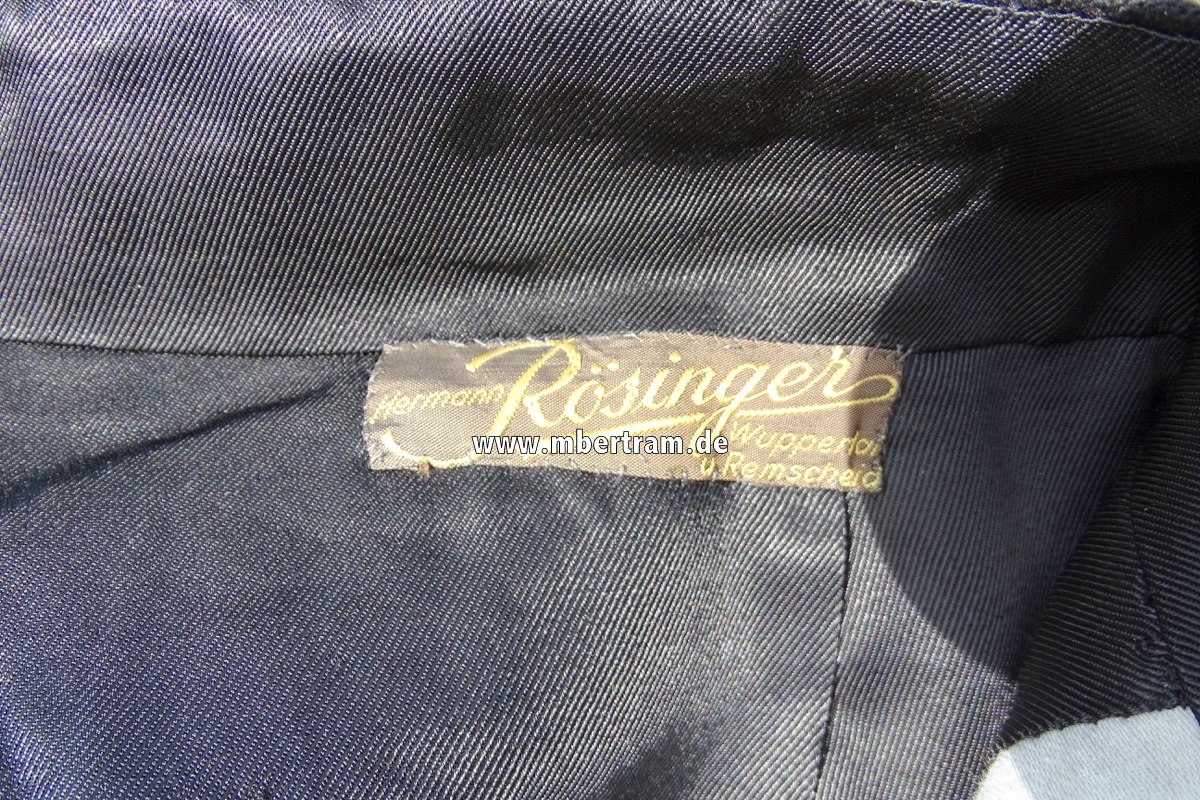 Hermann Rösinger
www.mbertram.de
Wuppertal
u. Remscheid